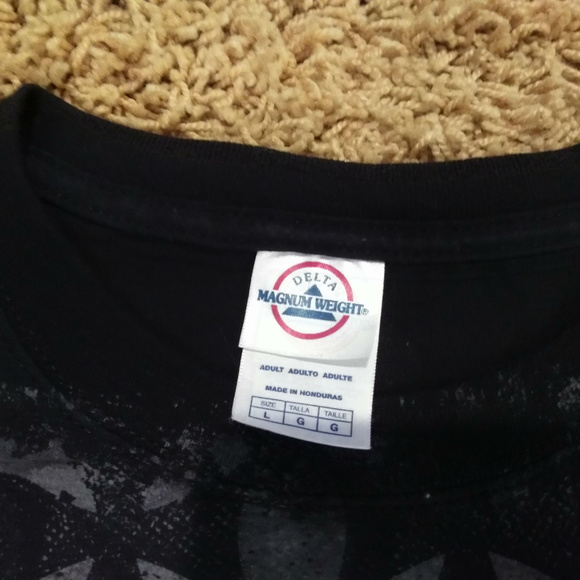 DELTA
MAGNUM WEIGHT®
ADULT ADULTO ADULTE
MADE IN HONDURAS
SIZE TALLA TAILLE
L G G